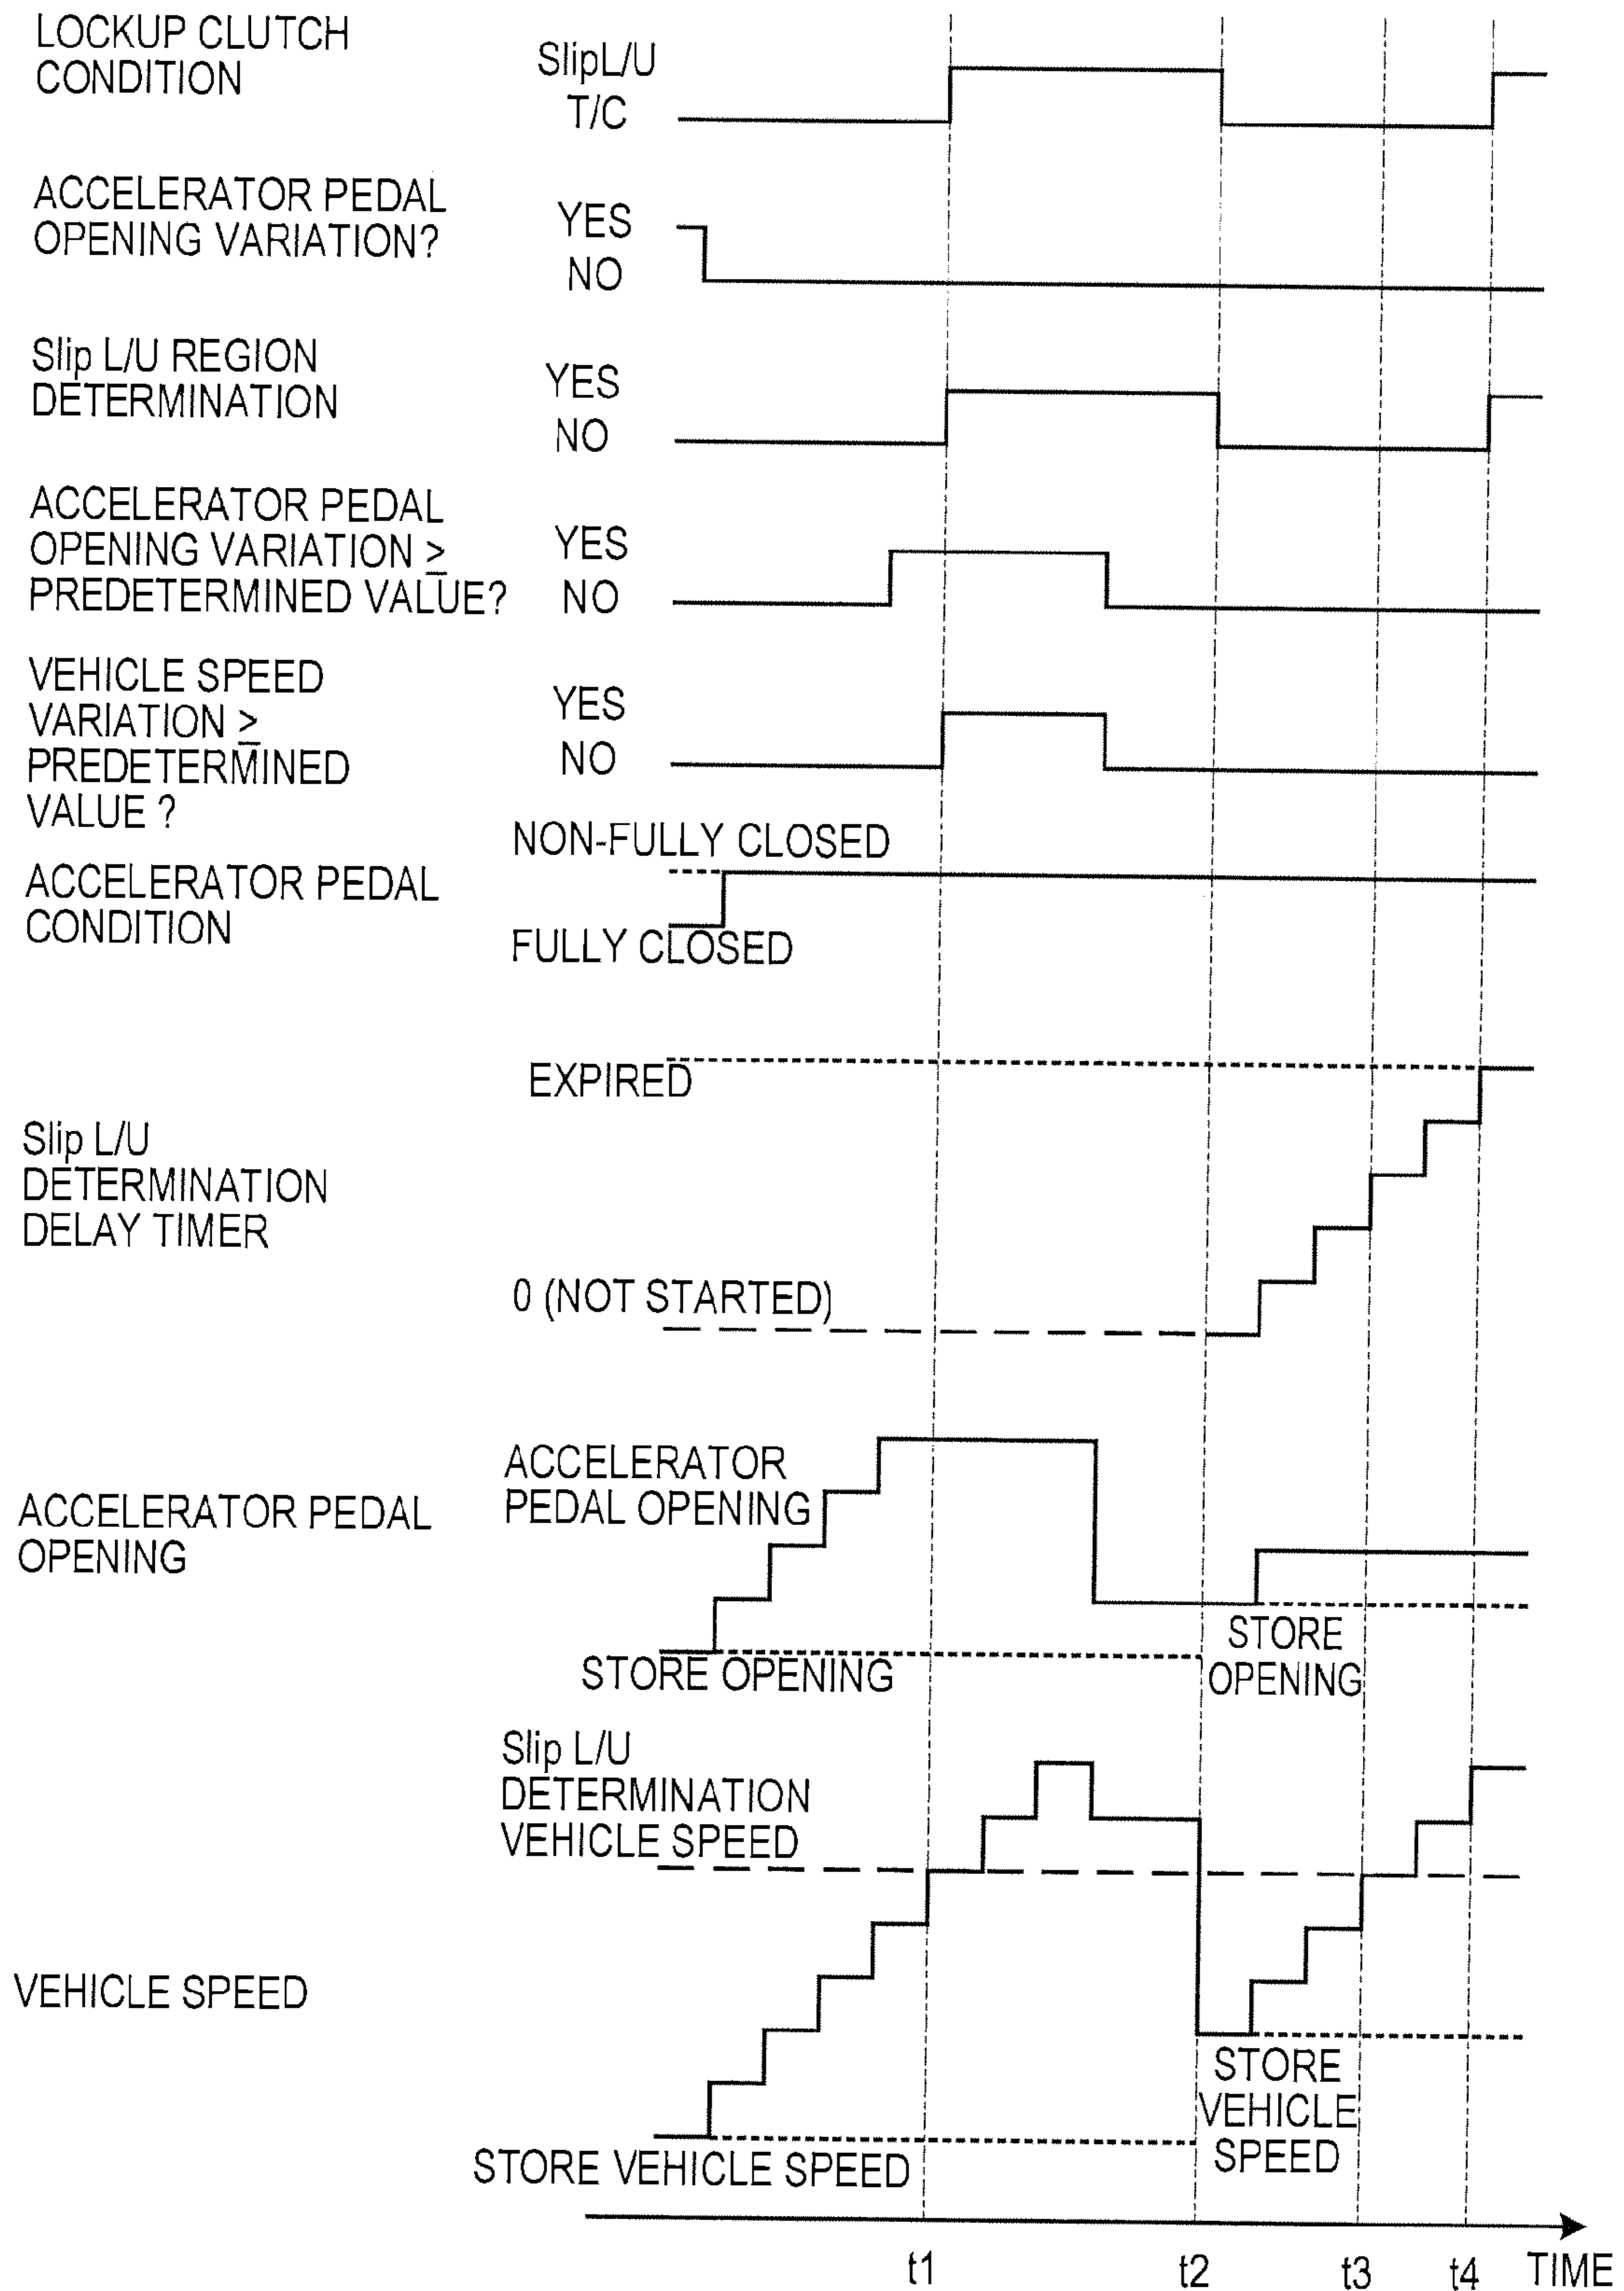 LOCKUP CLUTCH
CONDITION
SlipL/U
T/C
ACCELERATOR PEDAL
OPENING VARIATION?
YES
NO
Slip L/U REGION
DETERMINATION
YES
NO
ACCELERATOR PEDAL
OPENING VARIATION ≥
PREDETERMINED VALUE?
YES
NO
VEHICLE SPEED
VARIATION ≥
PREDETERMINED
VALUE ?
YES
NO
ACCELERATOR PEDAL
CONDITION
NON-FULLY CLOSED
FULLY CLOSED
Slip L/U
DETERMINATION
DELAY TIMER
EXPIRED
0 (NOT STARTED)
ACCELERATOR PEDAL
OPENING
ACCELERATOR
PEDAL OPENING
STORE OPENING
STORE
OPENING
VEHICLE SPEED
Slip L/U
DETERMINATION
VEHICLE SPEED
STORE VEHICLE SPEED
STORE
VEHICLE
SPEED
t1 t2 t3 t4 TIME